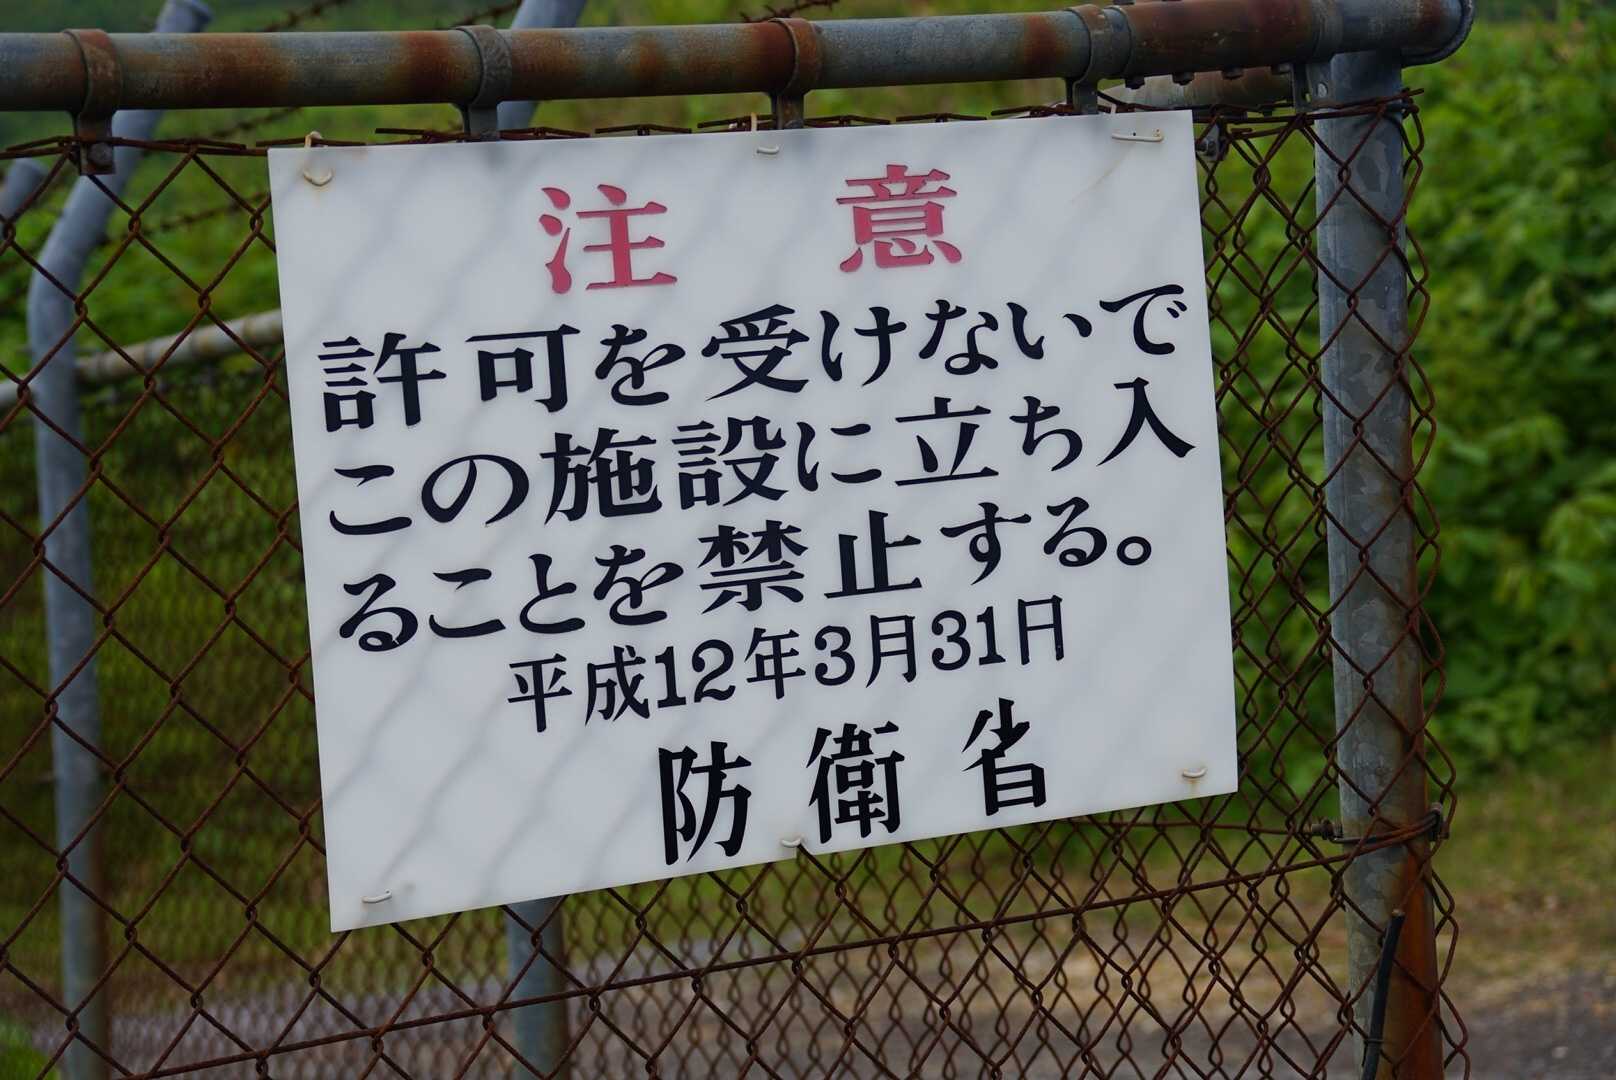 注意
許可を受けないで
この施設に立ち入
ることを禁止する。
平成12年3月31日
防衛省